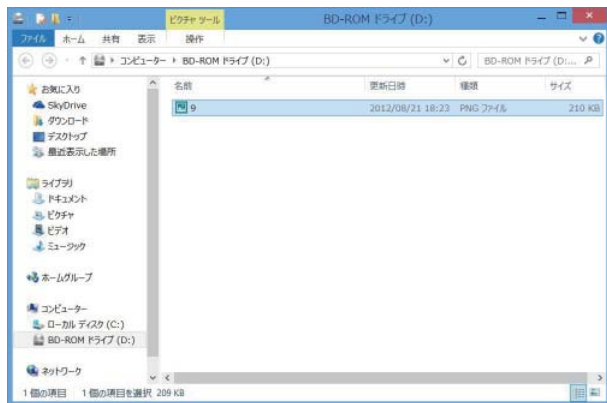 ピクチャ ツール
BD-ROM ドライブ (D:)
ファイル ホーム 共有 表示 操作
コンピューター BD-ROM ドライブ (D:)
BD-ROM ドライブ (D:...
お気に入り
SkyDrive
ダウンロード
デスクトップ
最近表示した場所
ライブラリ
ドキュメント
ピクチャ
ビデオ
ミュージック
ホームグループ
コンピューター
ローカル ディスク (C:)
BD-ROM ドライブ (D:)
ネットワーク
名前 更新日時 種類 サイズ
9 2012/08/21 18:23 PNG ファイル 210 KB
1 個の項目 1 個の項目を選択 209 KB